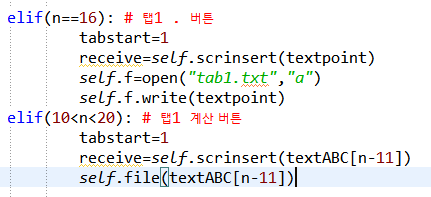 elif(n==16): # 탭1 . 버튼
tabstart=1
receive=self.scrinsert(textpoint)
self.f=open("tab1.txt","a")
self.f.write(textpoint)
elif(10<n<20): # 탭1 계산 버튼
tabstart=1
receive=self.scrinsert(textABC[n-11])
self.file(textABC[n-11])